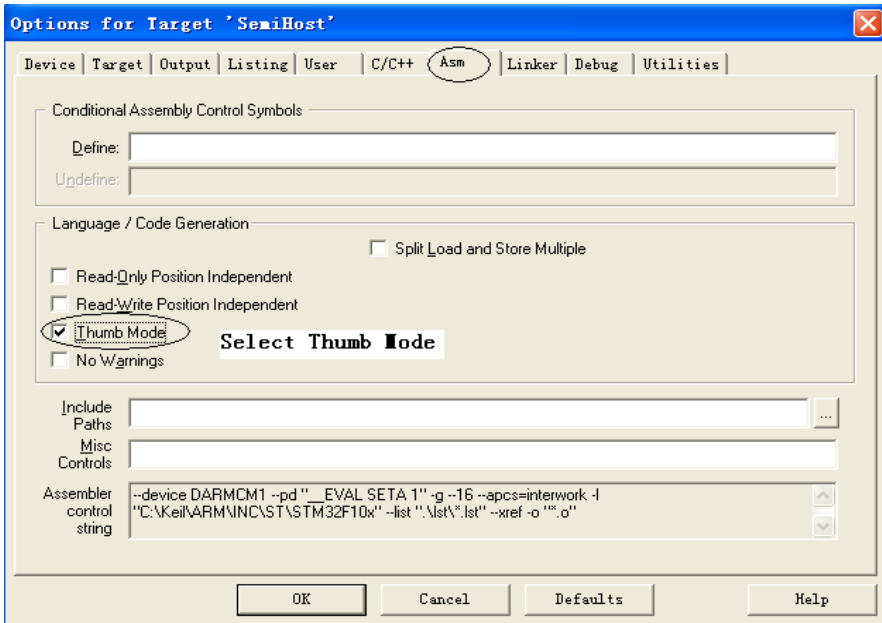 Options for Target 'SemiHost'
Device Target Output Listing User C/C++ Asm Linker Debug Utilities
Conditional Assembly Control Symbols
Define:
Undefine:
Language / Code Generation
Split Load and Store Multiple
Read-Only Position Independent
Read-Write Position Independent
Thumb Mode
Select Thumb Mode
No Warnings
Include
Paths
...
Misc
Controls
Assembler
control
string
--device DARMCM1 --pd "__EVAL SETA 1" -g --16 --apcs=interwork -I
"C:\Keil\ARM\INC\ST\STM32F10x" --list ".\lst\*.lst" --xref -o "*.o"
OK Cancel Defaults Help